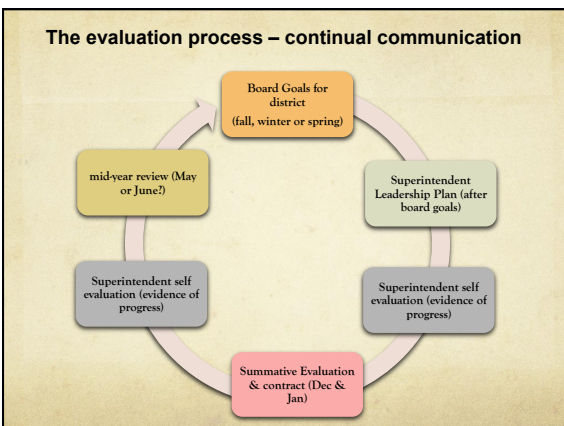 The evaluation process – continual communication
Board Goals for
district
(fall, winter or spring)
Superintendent
Leadership Plan (after
board goals)
Superintendent self
evaluation (evidence of
progress)
Summative Evaluation
& contract (Dec &
Jan)
Superintendent self
evaluation (evidence of
progress)
mid-year review (May
or June?)